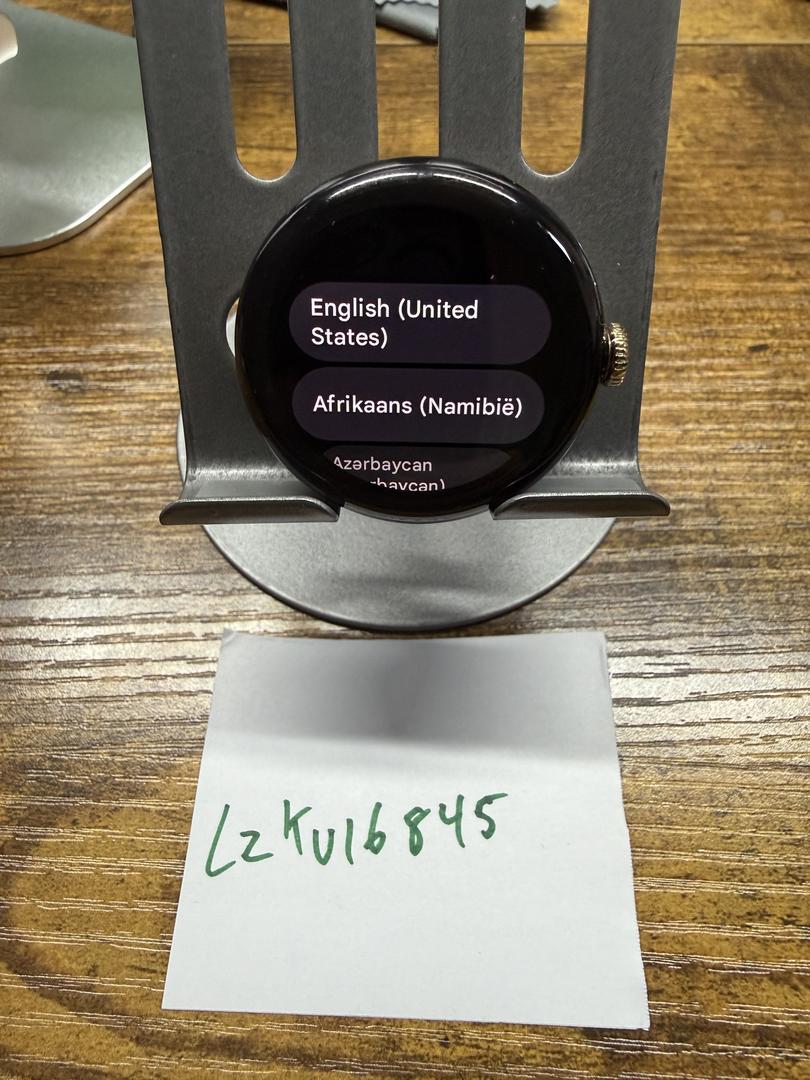 English (United
States)
Afrikaans (Namibië)
Azərbaycan
LZKU16845